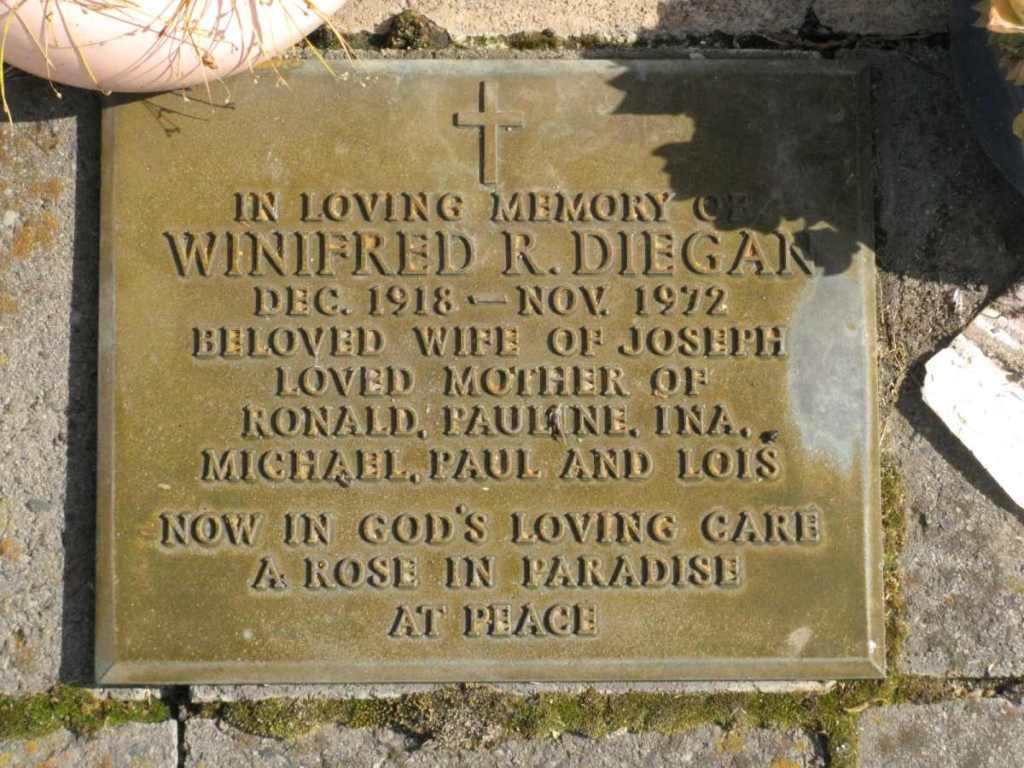 IN LOVING MEMORY OF
WINIFRED R. DIEGAN
DEC. 1918 — NOV. 1972
BELOVED WIFE OF JOSEPH
LOVED MOTHER OF
RONALD, PAULINE, INA,
MICHAEL, PAUL AND LOIS
NOW IN GOD'S LOVING CARE
A ROSE IN PARADISE
AT PEACE